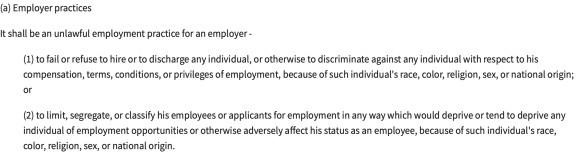 (a) Employer practices
It shall be an unlawful employment practice for an employer -
(1) to fail or refuse to hire or to discharge any individual, or otherwise to discriminate against any individual with respect to his
compensation, terms, conditions, or privileges of employment, because of such individual's race, color, religion, sex, or national origin;
or
(2) to limit, segregate, or classify his employees or applicants for employment in any way which would deprive or tend to deprive any
individual of employment opportunities or otherwise adversely affect his status as an employee, because of such individual's race,
color, religion, sex, or national origin.